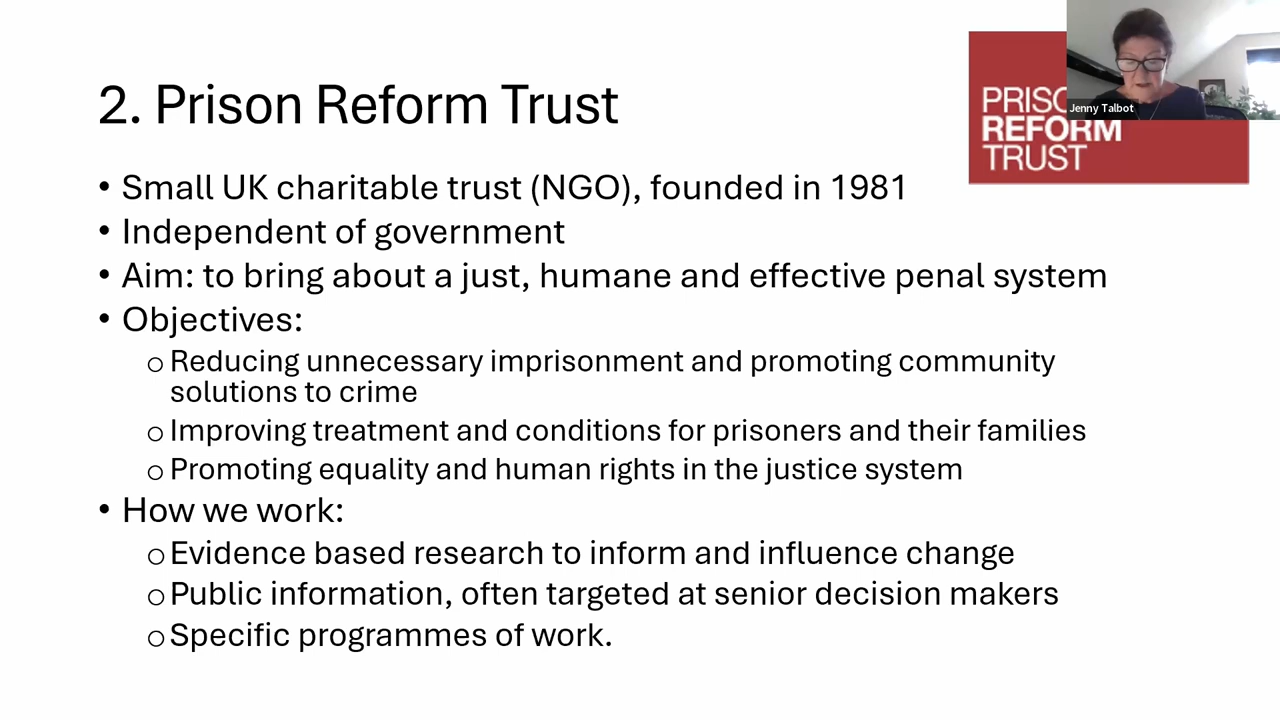 2. Prison Reform Trust
• Small UK charitable trust (NGO), founded in 1981
• Independent of government
• Aim: to bring about a just, humane and effective penal system
• Objectives:
o Reducing unnecessary imprisonment and promoting community
solutions to crime
o Improving treatment and conditions for prisoners and their families
o Promoting equality and human rights in the justice system
• How we work:
o Evidence based research to inform and influence change
o Public information, often targeted at senior decision makers
o Specific programmes of work.
REFORM
TRUST
Jenny Talbot